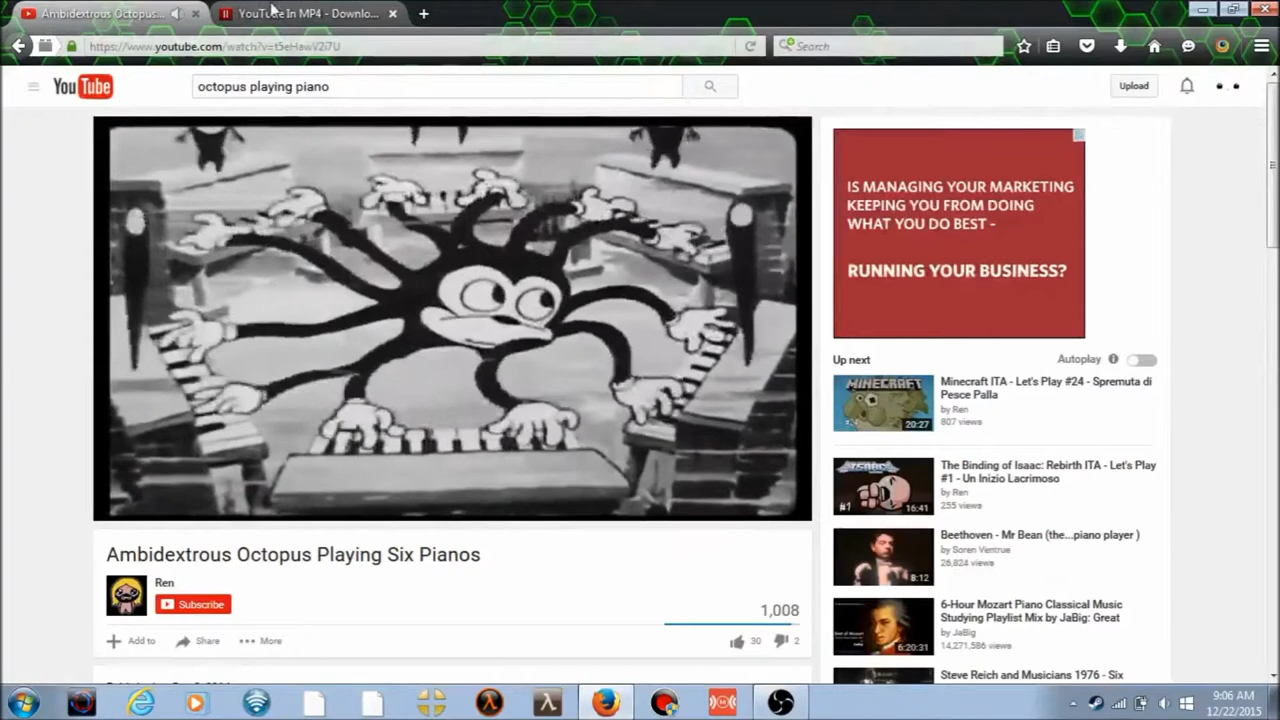 Ambidextrous Octopus...
YouTube In MP4 - Downlo...
https://www.youtube.com/watch?v=t5eHawV2i7U
Search
YouTube
octopus playing piano
Upload
IS MANAGING YOUR MARKETING
KEEPING YOU FROM DOING
WHAT YOU DO BEST -
RUNNING YOUR BUSINESS?
Up next
Autoplay
MINECRAFT
#24
20:27
Minecraft ITA - Let's Play #24 - Spremuta di
Pesce Palla
by Ren
807 views
ISAAC
#1
16:41
The Binding of Isaac: Rebirth ITA - Let's Play
#1 - Un Inizio Lacrimoso
by Ren
255 views
8:12
Beethoven - Mr Bean (the...piano player )
by Soren Ventrue
26,824 views
6:20:31
6-Hour Mozart Piano Classical Music
Studying Playlist Mix by JaBig: Great
by JaBig
14,271,586 views
Steve Reich and Musicians 1976 - Six
Ambidextrous Octopus Playing Six Pianos
Ren
Subscribe
1,008
Add to
Share
More
30
2
9:06 AM
12/22/2015